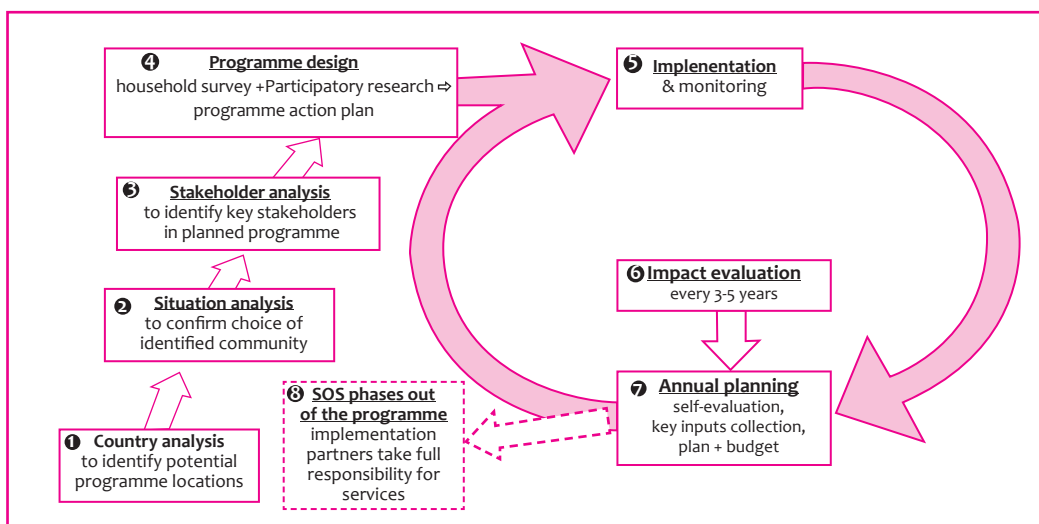 ❹ Programme design
household survey +Participatory research ⇨
programme action plan
❺ Implenentation
& monitoring
❸ Stakeholder analysis
to identify key stakeholders
in planned programme
❷ Situation analysis
to confirm choice of
identified community
❶ Country analysis
to identify potential
programme locations
❻ Impact evaluation
every 3-5 years
❼ Annual planning
self-evaluation,
key inputs collection,
plan + budget
❽ SOS phases out
of the programme
implementation
partners take full
responsibility for
services